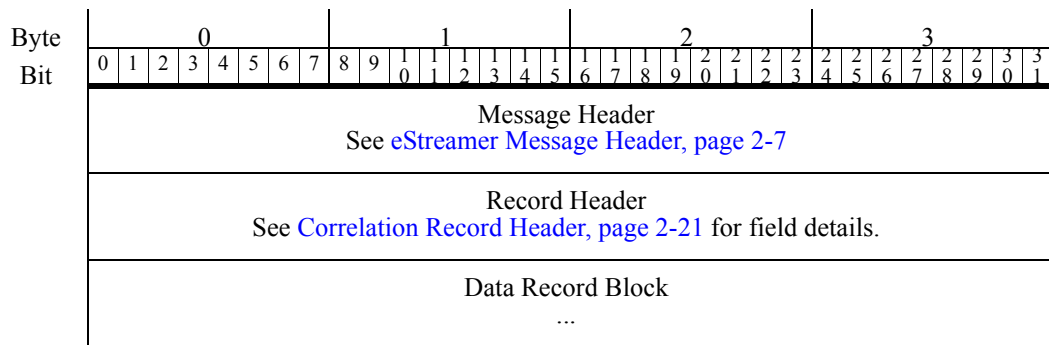 Byte 0 1 2 3
Bit 0 1 2 3 4 5 6 7 8 9 10 11 12 13 14 15 16 17 18 19 20 21 22 23 24 25 26 27 28 29 30 31
Message Header
See eStreamer Message Header, page 2-7
Record Header
See Correlation Record Header, page 2-21 for field details.
Data Record Block
...